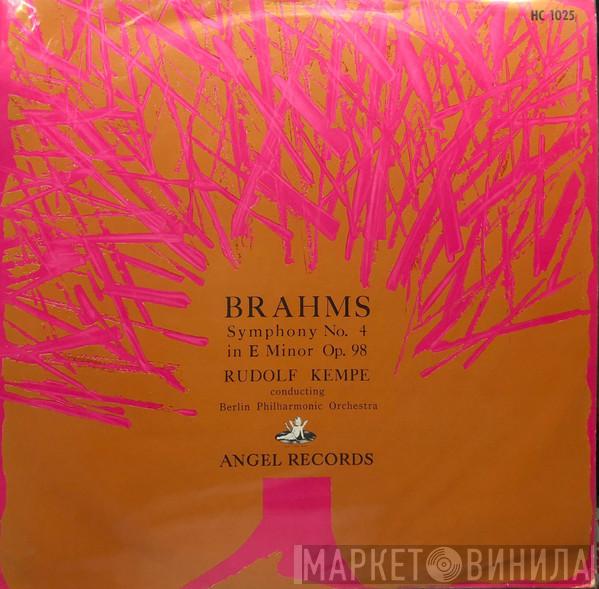 HC 1025
BRAHMS
Symphony No. 4
in E Minor Op. 98
RUDOLF KEMPE
conducting
Berlin Philharmonic Orchestra
ANGEL RECORDS
МАРКЕТ ВИНИЛА